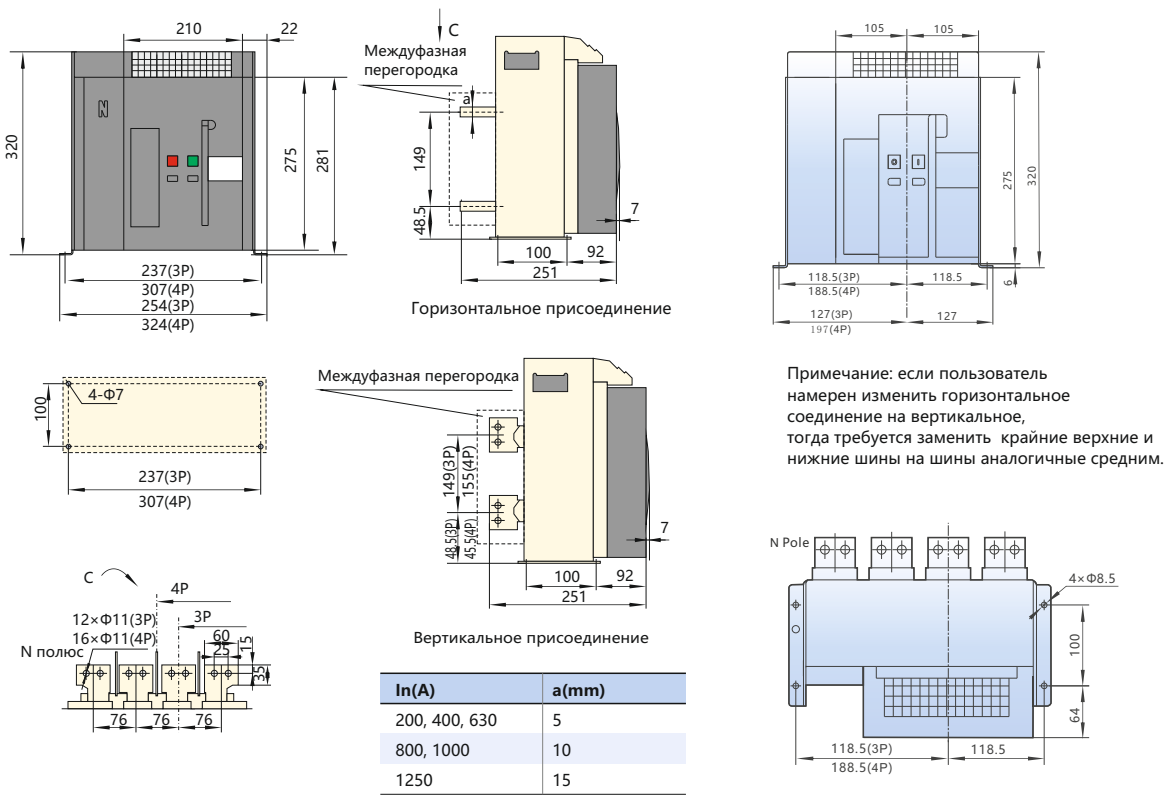 210
22
320
275
281
237(3P)
307(4P)
254(3P)
324(4P)
C
Междуфазная
перегородка
a
149
48.5
7
100
92
251
Горизонтальное присоединение
105
105
275
320
118.5(3P)
188.5(4P)
118.5
6
127(3P)
197(4P)
127
4-Φ7
100
237(3P)
307(4P)
Междуфазная перегородка
149(3P)
155(4P)
48.5(3P)
45.5(4P)
7
100
92
251
Вертикальное присоединение
Примечание: если пользователь
намерен изменить горизонтальное
соединение на вертикальное,
тогда требуется заменить крайние верхние и
нижние шины на шины аналогичные средним.
C
4P
3P
12×Φ11(3P)
16×Φ11(4P)
N полюс
60
25
15
35
76
76
76
In(A) a(mm)
200, 400, 630 5
800, 1000 10
1250 15
N Pole
4×Φ8.5
100
64
118.5(3P)
188.5(4P)
118.5